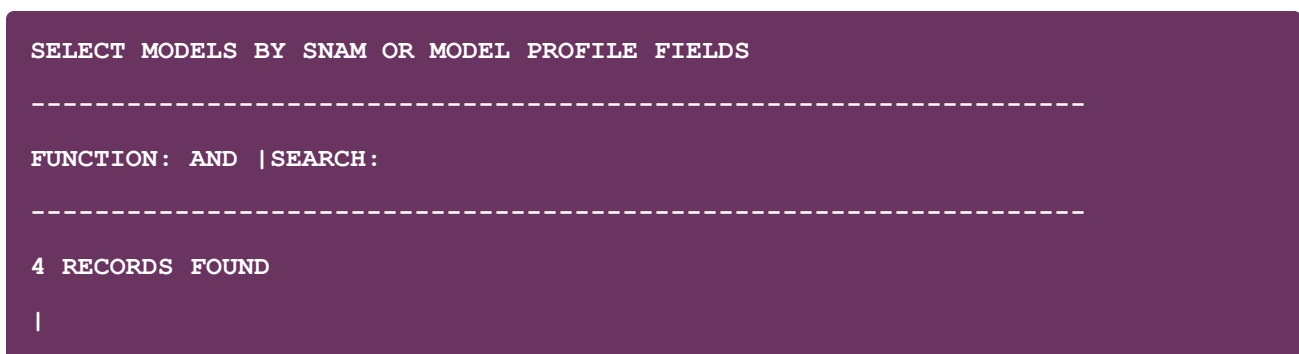 SELECT MODELS BY SNAM OR MODEL PROFILE FIELDS
------------------------------------------------------------------
FUNCTION: AND |SEARCH:
------------------------------------------------------------------
4 RECORDS FOUND
|